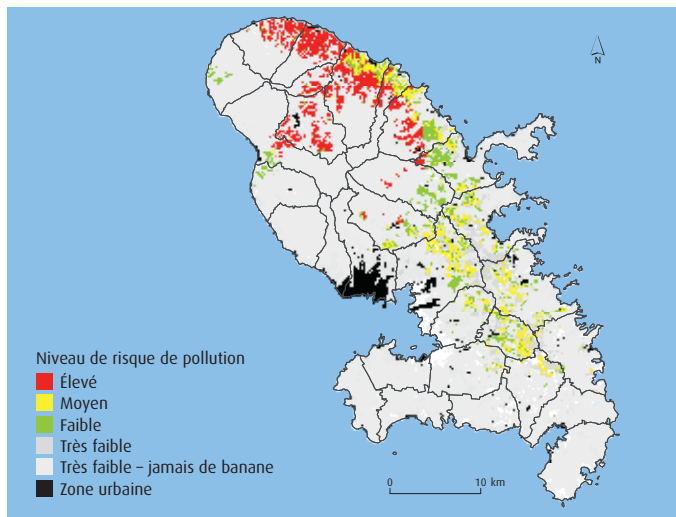 N
Niveau de risque de pollution
Élevé
Moyen
Faible
Très faible
Très faible – jamais de banane
Zone urbaine
0 10 km